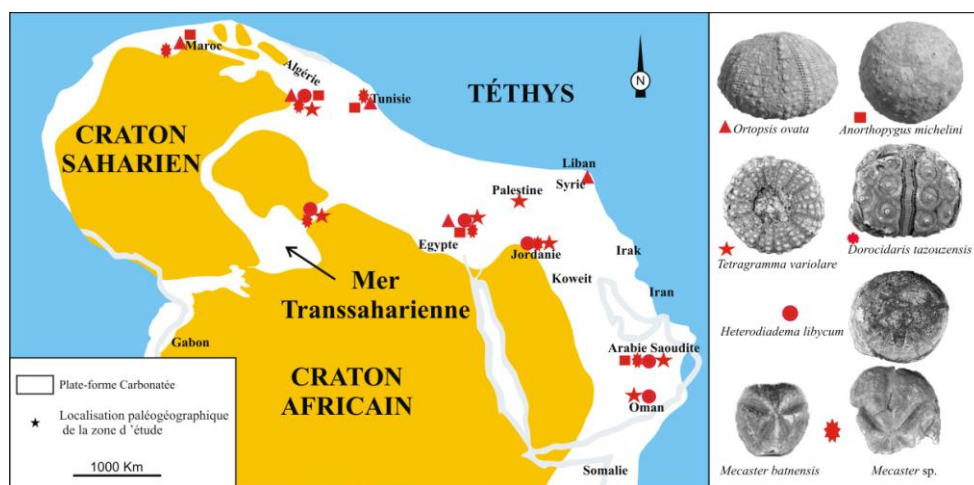 Maroc
Algérie
Tunisie
TÉTHYS
CRATON
SAHARIEN
Liban
Syrie
Palestine
Egypte
Jordanie
Irak
Koweit
Iran
Mer
Transsaharienne
Gabon
Arabie Saoudite
CRATON
AFRICAIN
Oman
Somalie
N
Plate-forme Carbonatée
Localisation paléogéographique
de la zone d ’étude
1000 Km
Ortopsis ovata
Anorthopygus michelini
Tetragramma variolare
Dorocidaris tazouzensis
Heterodiadema libycum
Mecaster batnensis
Mecaster sp.